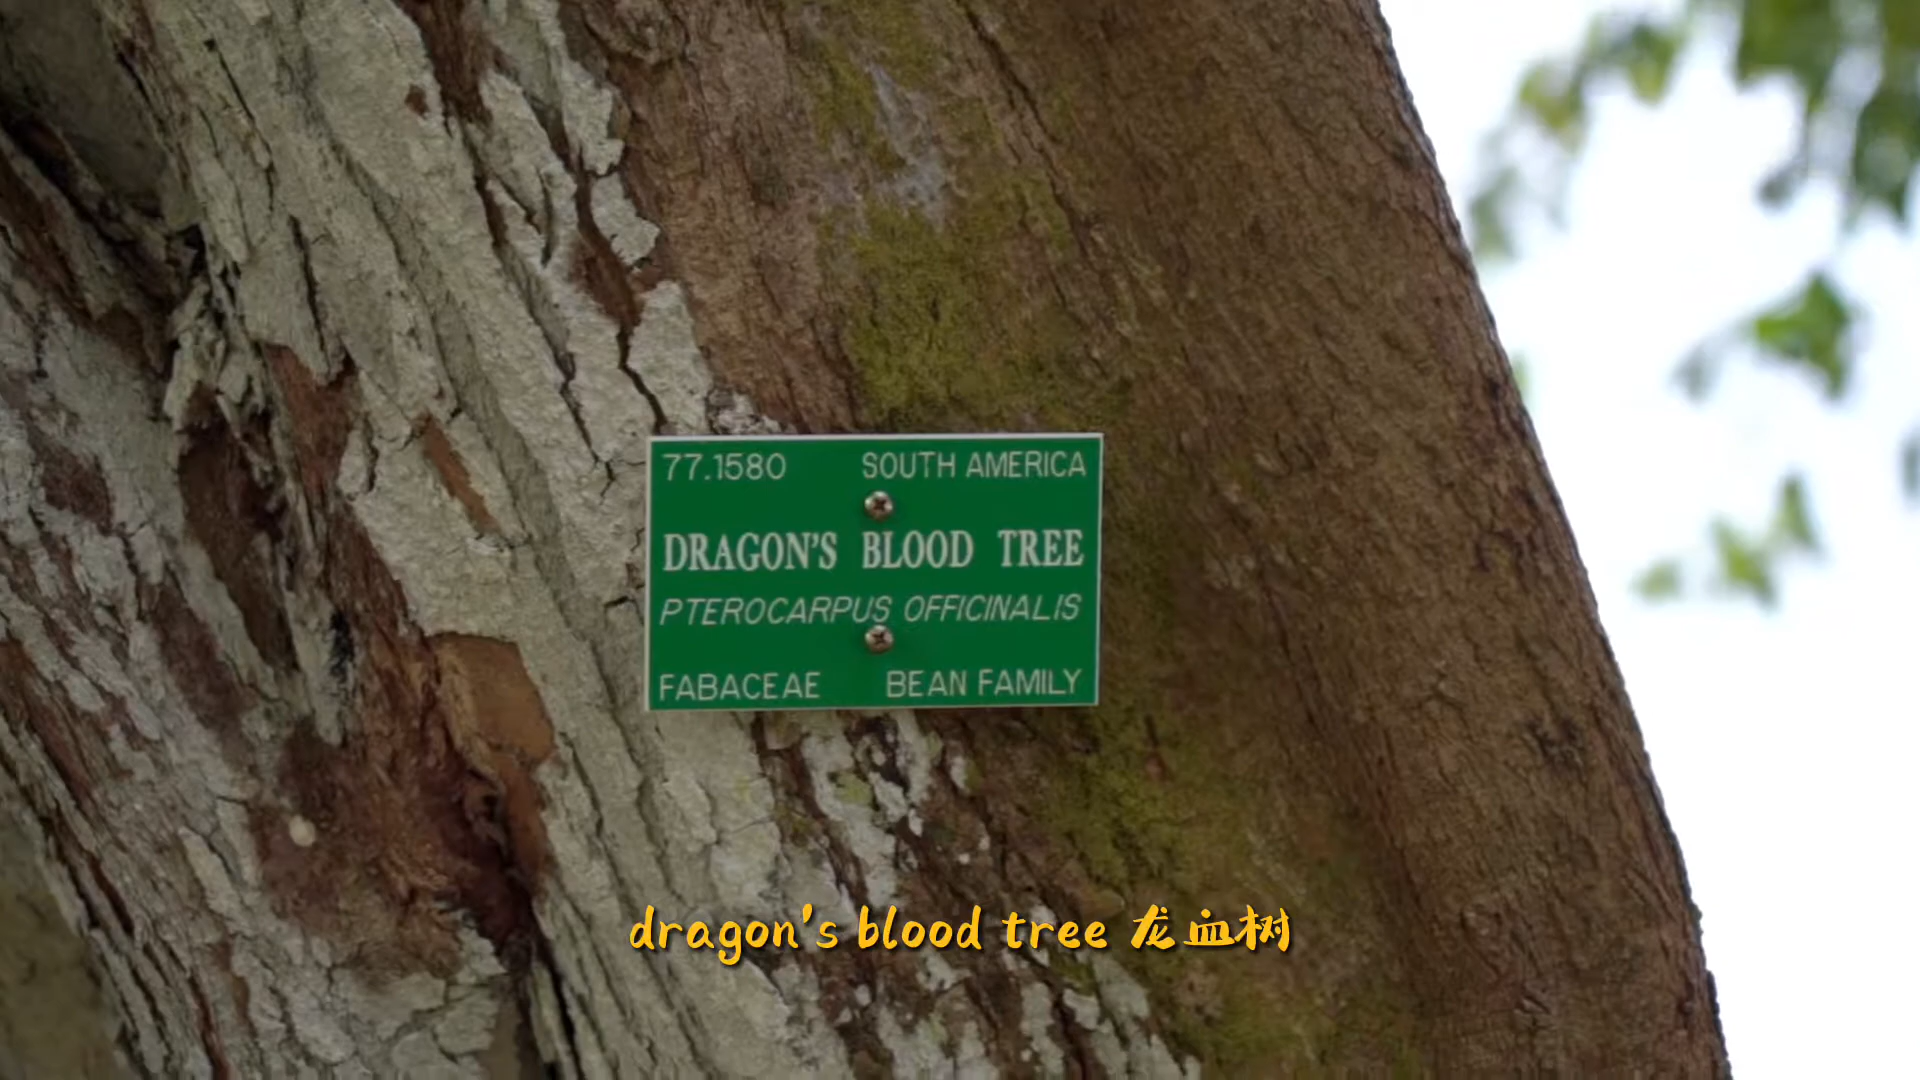 77.1580 SOUTH AMERICA
DRAGON'S BLOOD TREE
PTEROCARPUS OFFICINALIS
FABACEAE BEAN FAMILY
dragon's blood tree 龙血树